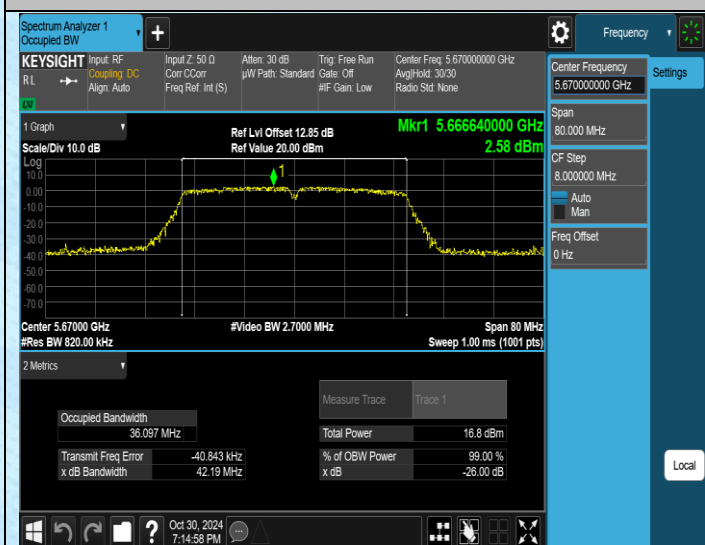 Spectrum Analyzer 1
Occupied BW
+
Frequency
KEYSIGHT
RL
LXI
Input: RF
Coupling: DC
Align: Auto
Input Z: 50 Ω
Corr CCorr
Freq Ref: Int (S)
Atten: 30 dB
µW Path: Standard
Trig: Free Run
Gate: Off
#IF Gain: Low
Center Freq: 5.670000000 GHz
Avg|Hold: 30/30
Radio Std: None
Center Frequency
5.670000000 GHz
Settings
Span
80.000 MHz
CF Step
8.000000 MHz
Auto
Man
Freq Offset
0 Hz
Local
1 Graph
Scale/Div 10.0 dB
Ref Lvl Offset 12.85 dB
Ref Value 20.00 dBm
Mkr1 5.666640000 GHz
2.58 dBm
Log
10.0
0.00
-10.0
-20.0
-30.0
-40.0
-50.0
-60.0
-70.0
1
Center 5.67000 GHz
#Res BW 820.00 kHz
#Video BW 2.7000 MHz
Span 80 MHz
Sweep 1.00 ms (1001 pts)
2 Metrics
Measure Trace Trace 1
Occupied Bandwidth
36.097 MHz
Total Power 16.8 dBm
Transmit Freq Error -40.843 kHz
% of OBW Power 99.00 %
x dB Bandwidth 42.19 MHz
x dB -26.00 dB
?
Oct 30, 2024
7:14:58 PM